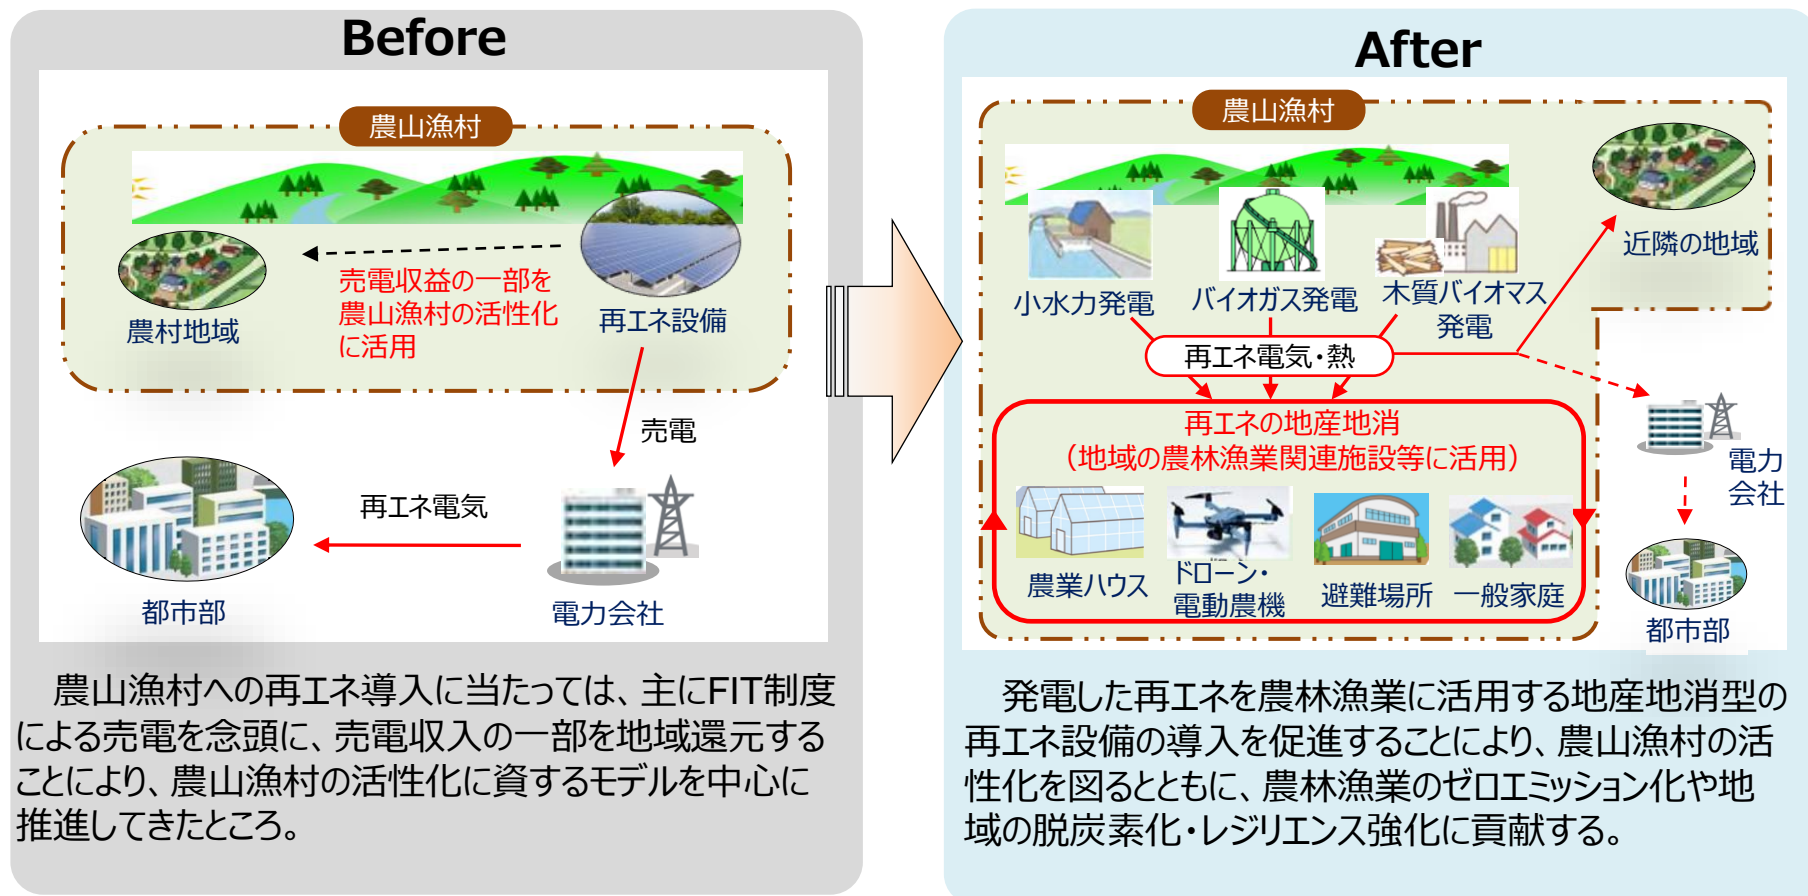 Before
農山漁村
売電収益の一部を
農山漁村の活性化
に活用
農村地域
再エネ設備
売電
再エネ電気
都市部
電力会社
農山漁村への再エネ導入に当たっては、主にFIT制度
による売電を念頭に、売電収入の一部を地域還元する
ことにより、農山漁村の活性化に資するモデルを中心に
推進してきたところ。
After
農山漁村
近隣の地域
小水力発電
バイオガス発電
木質バイオマス
発電
再エネ電気・熱
再エネの地産地消
（地域の農林漁業関連施設等に活用）
農業ハウス
ドローン・
電動農機
避難場所
一般家庭
電力
会社
都市部
発電した再エネを農林漁業に活用する地産地消型の
再エネ設備の導入を促進することにより、農山漁村の活
性化を図るとともに、農林漁業のゼロエミッション化や地
域の脱炭素化・レジリエンス強化に貢献する。